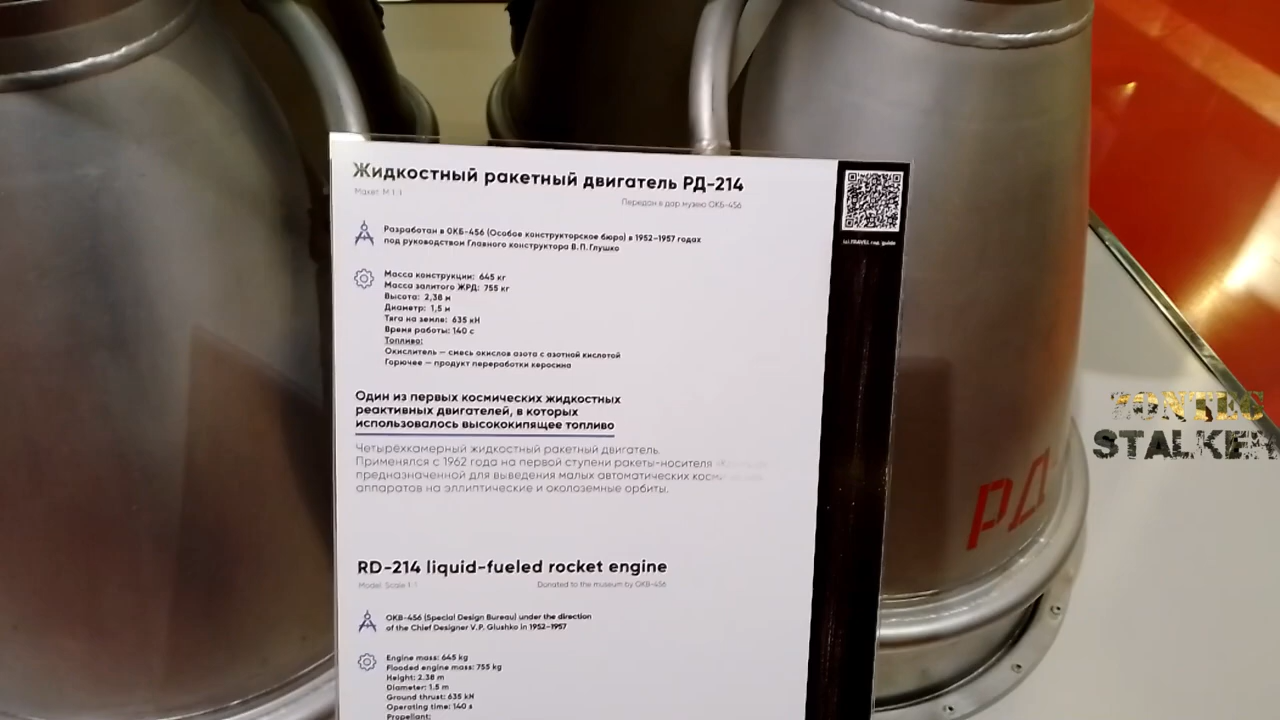 Жидкостный ракетный двигатель РД-214
Макет. М 1:1
Передан в дар музею ОКБ-456
Разработан в ОКБ-456 (Особое конструкторское бюро) в 1952–1957 годах
под руководством Главного конструктора В.П.Глушко
Масса конструкции: 645 кг
Масса залитого ЖРД: 755 кг
Высота: 2,38 м
Диаметр: 1,5 м
Тяга на земле: 635 кН
Время работы: 140 с
Топливо:
Окислитель — смесь окислов азота с азотной кислотой
Горючее — продукт переработки керосина
Один из первых космических жидкостных
реактивных двигателей, в которых
использовалось высококипящее топливо
Четырёхкамерный жидкостный ракетный двигатель.
Применялся с 1962 года на первой ступени ракеты-носителя
предназначенной для выведения малых автоматических
аппаратов на эллиптические и околоземные орбиты.
RD-214 liquid-fueled rocket engine
Model: Scale 1:1
Donated to the museum by OKB-456
OKB-456 (Special Design Bureau) under the direction
of the Chief Designer V.P. Glushko in 1952–1957
Engine mass: 645 kg
Flooded engine mass: 755 kg
Height: 2.38 m
Diameter: 1.5 m
Ground thrust: 635 kH
Operating time: 140 s
Propellant:
РД-
STALKER